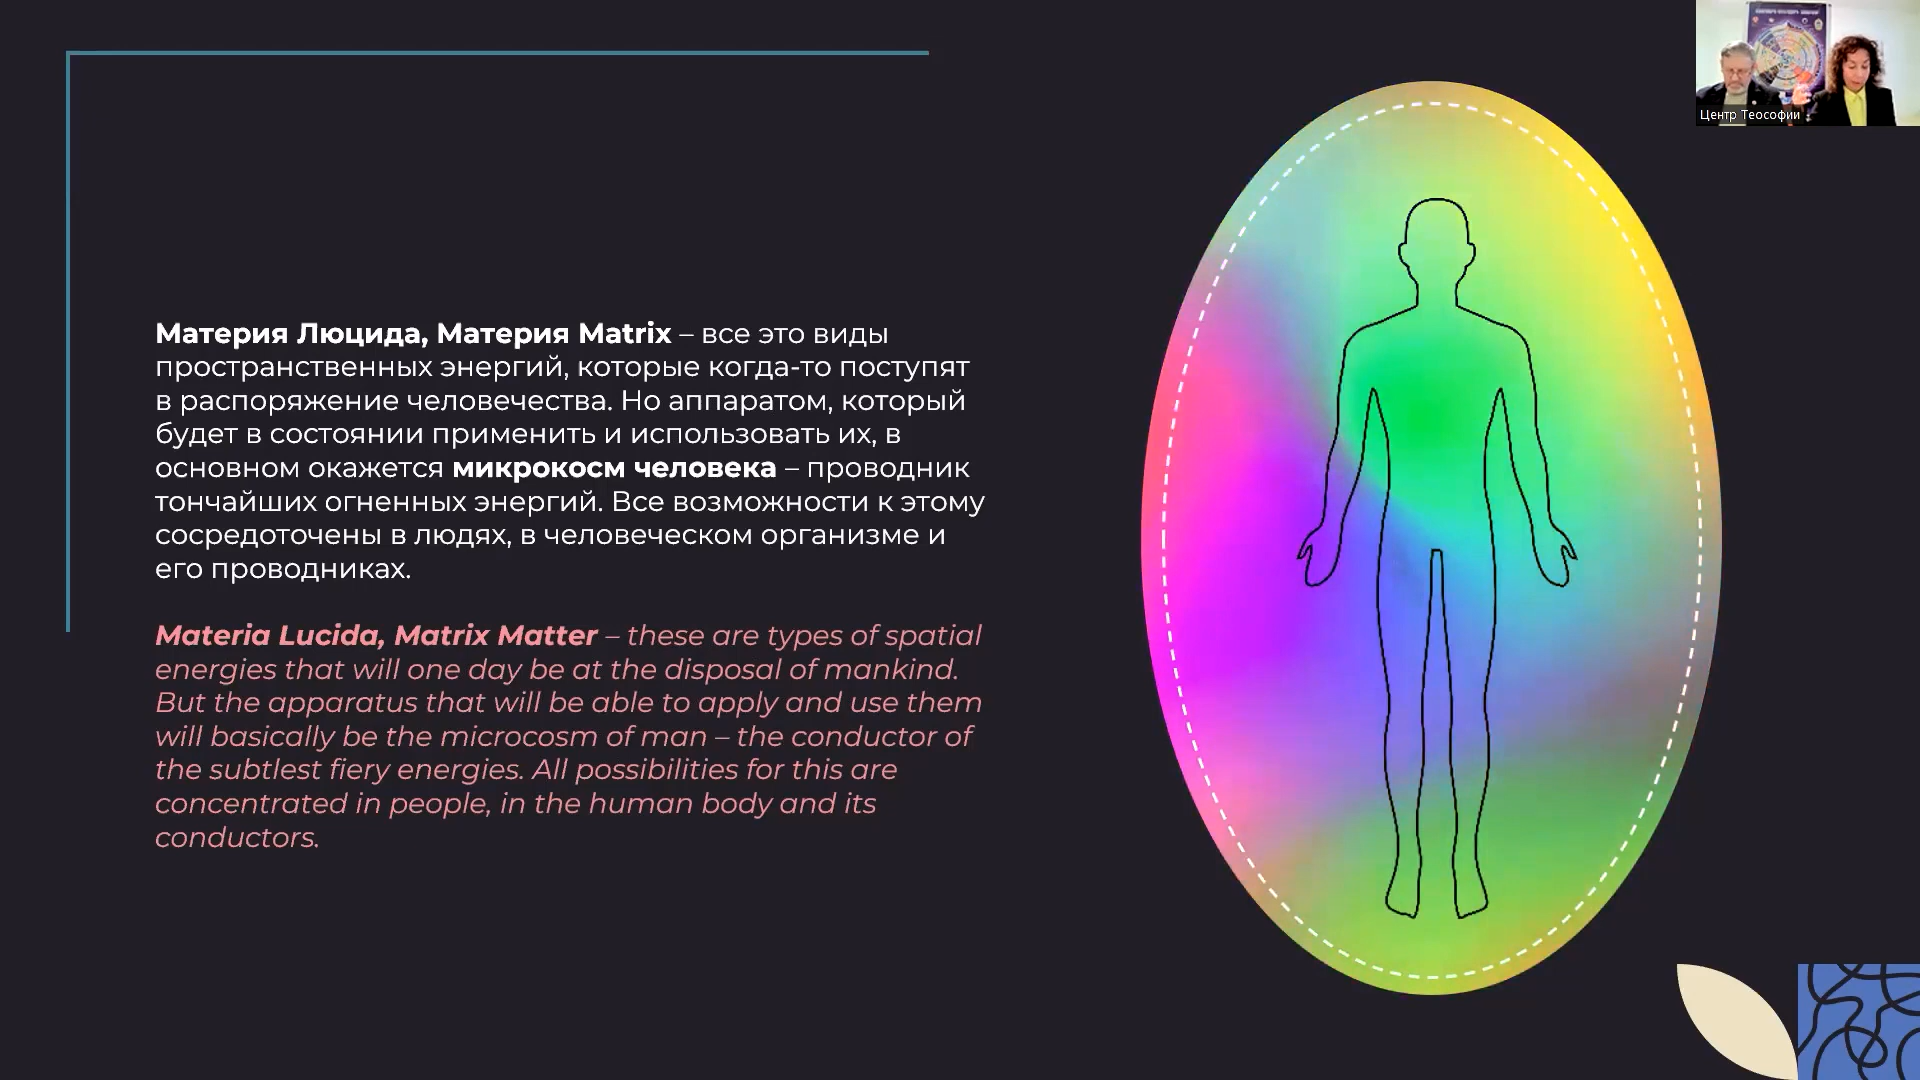 Центр Теософии
Материя Люцида, Материя Matrix – все это виды
пространственных энергий, которые когда-то поступят
в распоряжение человечества. Но аппаратом, который
будет в состоянии применить и использовать их, в
основном окажется микрокосм человека – проводник
тончайших огненных энергий. Все возможности к этому
сосредоточены в людях, в человеческом организме и
его проводниках.
Materia Lucida, Matrix Matter – these are types of spatial
energies that will one day be at the disposal of mankind.
But the apparatus that will be able to apply and use them
will basically be the microcosm of man – the conductor of
the subtlest fiery energies. All possibilities for this are
concentrated in people, in the human body and its
conductors.